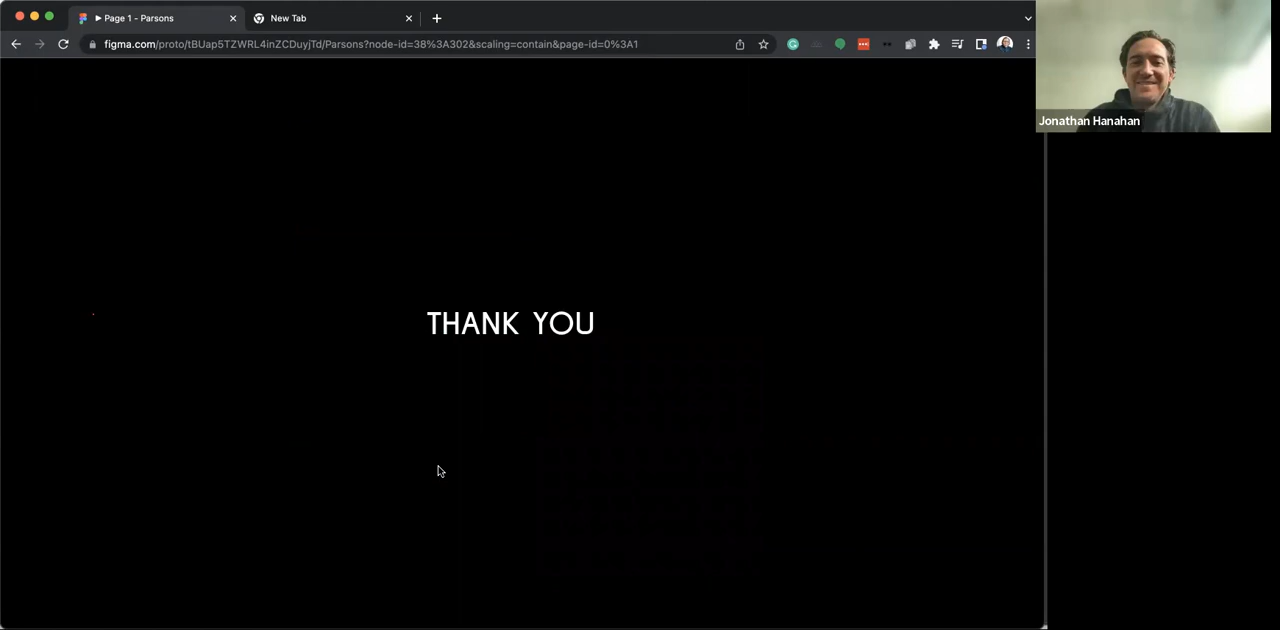 ▶ Page 1 - Parsons
New Tab
figma.com/proto/tBUap5TZWRL4inZCDuyjTd/Parsons?node-id=38%3A302&scaling=contain&page-id=0%3A1
Jonathan Hanahan
THANK YOU